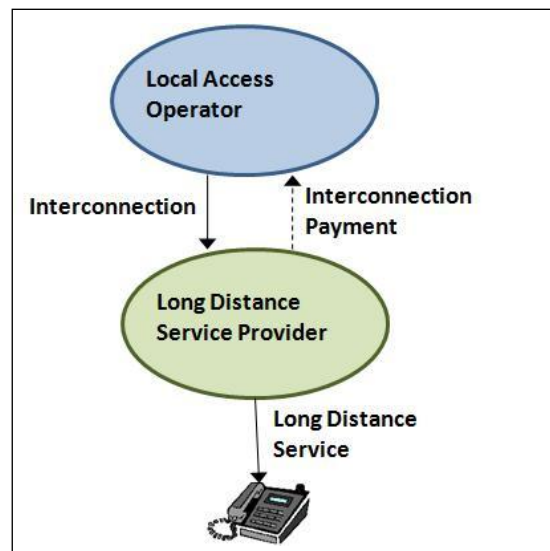 Local Access
Operator
Interconnection
Interconnection
Payment
Long Distance
Service Provider
Long Distance
Service